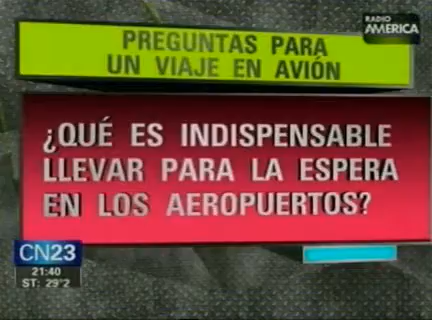 RADIO
AMERICA
PREGUNTAS PARA
UN VIAJE EN AVIÓN
¿QUÉ ES INDISPENSABLE
LLEVAR PARA LA ESPERA
EN LOS AEROPUERTOS?
CN23
21:40
ST: 29°2